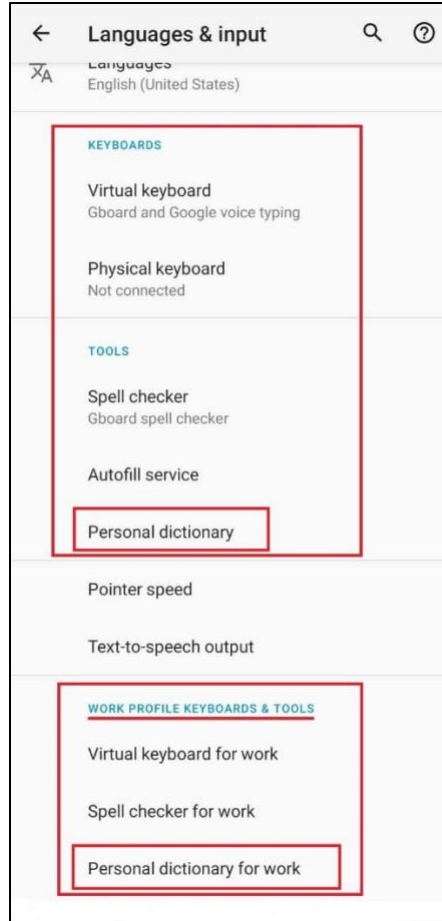 Languages & input
Languages
English (United States)
KEYBOARDS
Virtual keyboard
Gboard and Google voice typing
Physical keyboard
Not connected
TOOLS
Spell checker
Gboard spell checker
Autofill service
Personal dictionary
Pointer speed
Text-to-speech output
WORK PROFILE KEYBOARDS & TOOLS
Virtual keyboard for work
Spell checker for work
Personal dictionary for work